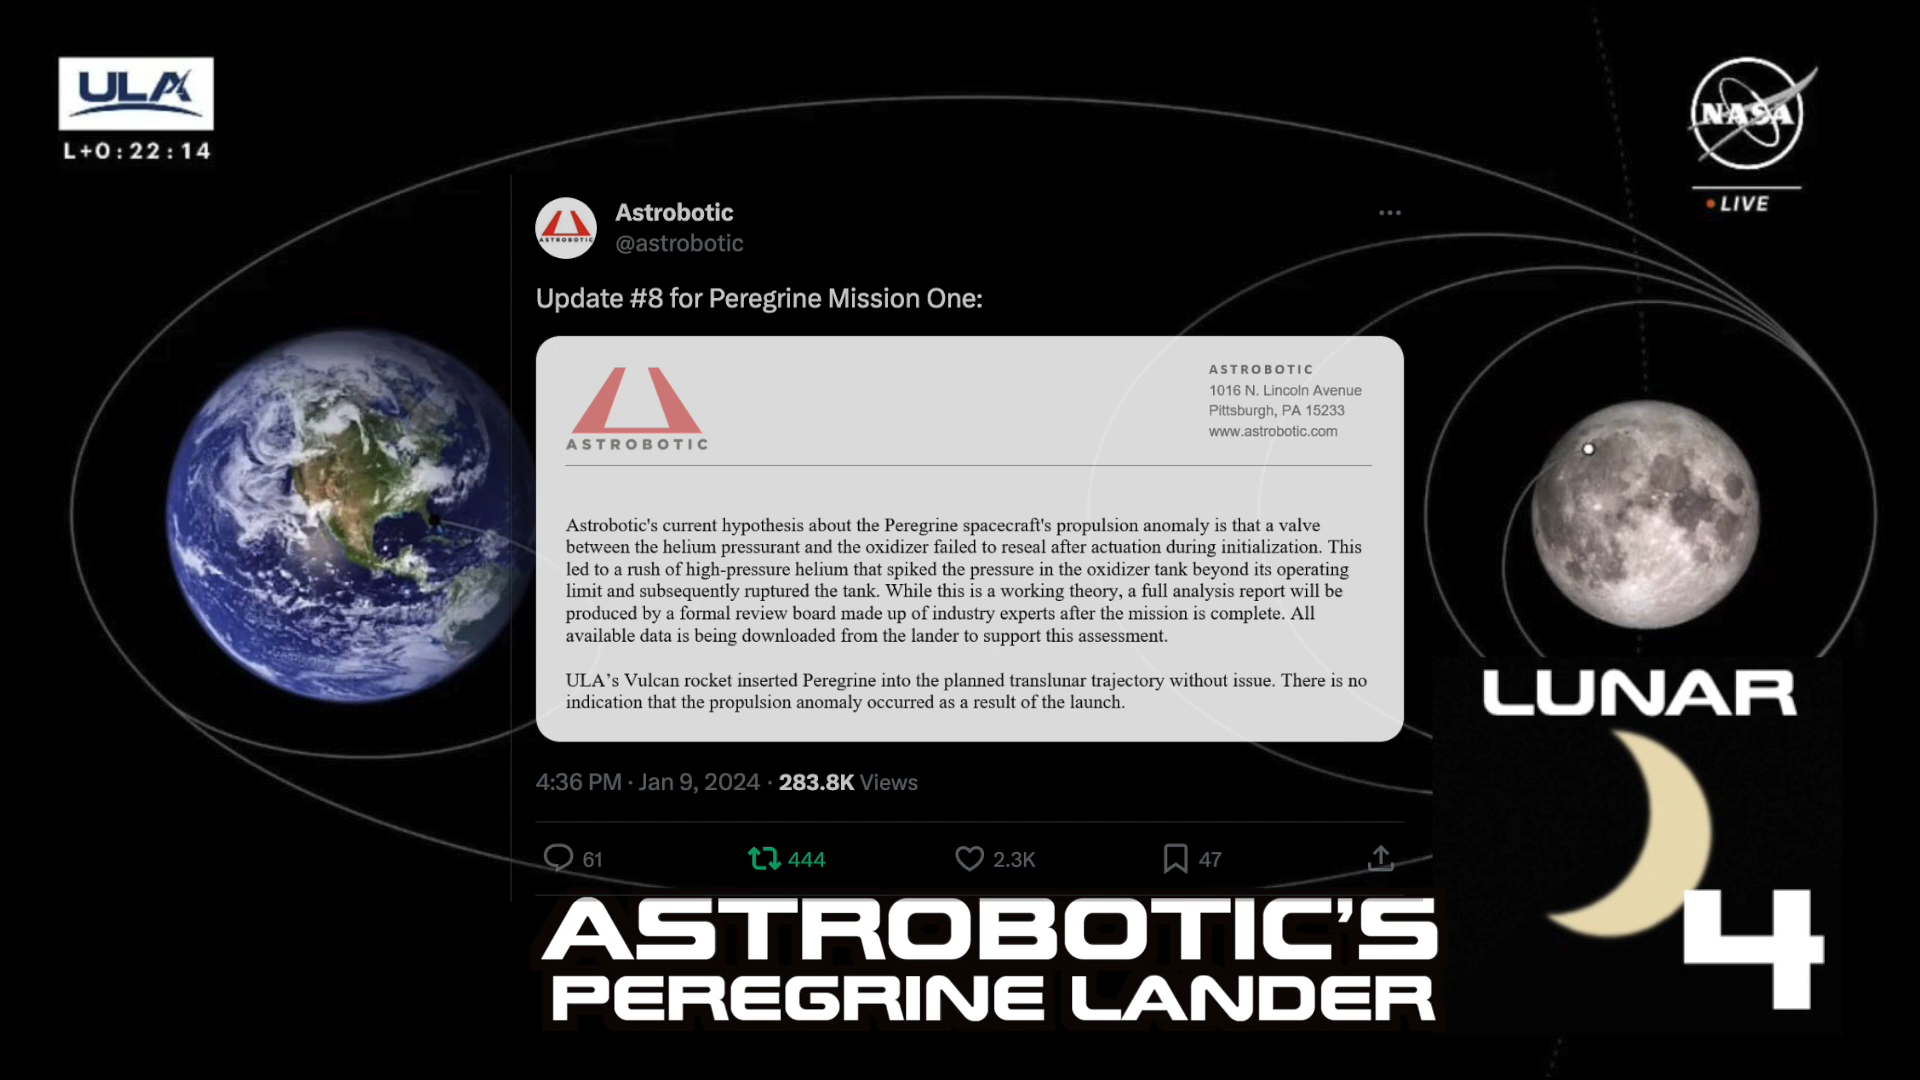 ULA
L+0:22:14
NASA
• LIVE
Astrobotic
@astrobotic
...
ASTROBOTIC
Update #8 for Peregrine Mission One:
ASTROBOTIC
ASTROBOTIC
1016 N. Lincoln Avenue
Pittsburgh, PA 15233
www.astrobotic.com
Astrobotic's current hypothesis about the Peregrine spacecraft's propulsion anomaly is that a valve
between the helium pressurant and the oxidizer failed to reseal after actuation during initialization. This
led to a rush of high-pressure helium that spiked the pressure in the oxidizer tank beyond its operating
limit and subsequently ruptured the tank. While this is a working theory, a full analysis report will be
produced by a formal review board made up of industry experts after the mission is complete. All
available data is being downloaded from the lander to support this assessment.
ULA’s Vulcan rocket inserted Peregrine into the planned translunar trajectory without issue. There is no
indication that the propulsion anomaly occurred as a result of the launch.
4:36 PM · Jan 9, 2024 · 283.8K Views
61 444 2.3K 47
LUNAR
4
ASTROBOTIC’S
PEREGRINE LANDER